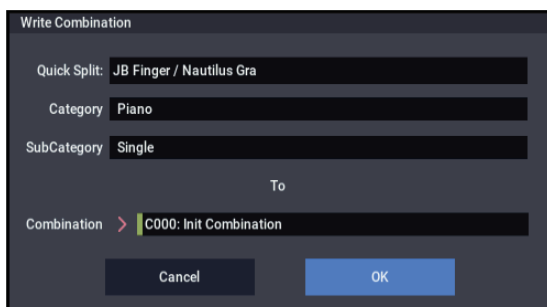 Write Combination
Quick Split: JB Finger / Nautilus Gra
Category Piano
SubCategory Single
To
Combination > C000: Init Combination
Cancel OK